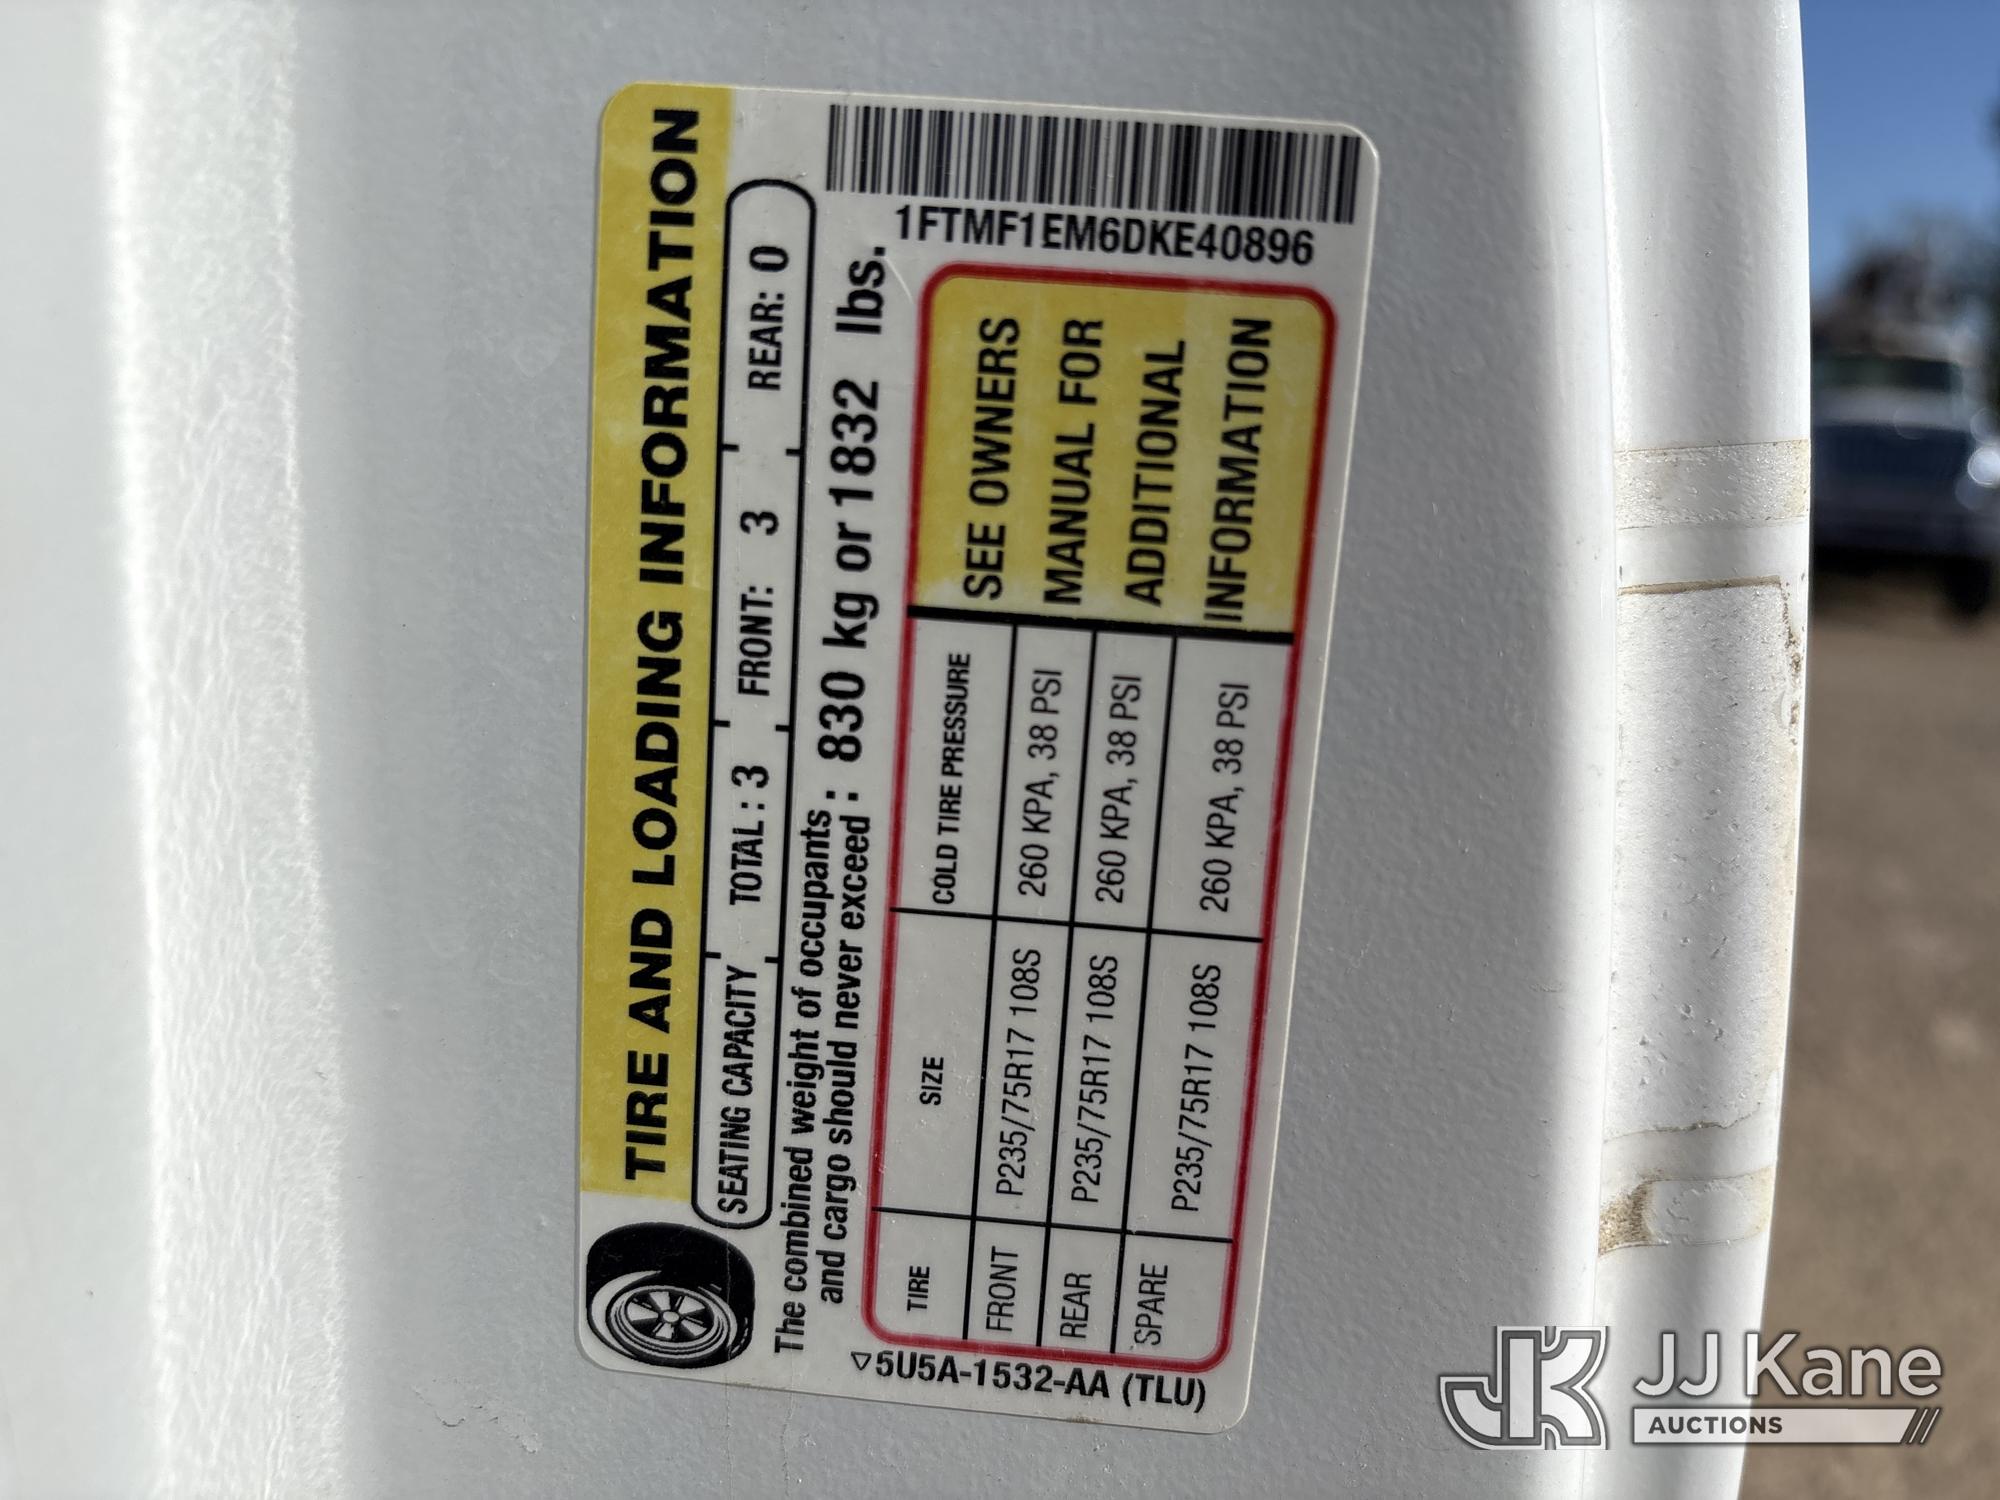 TIRE AND LOADING INFORMATION
SEATING CAPACITY TOTAL : 3 FRONT: 3 REAR: 0
The combined weight of occupants
and cargo should never exceed : 830 kg or 1832 lbs.
TIRE SIZE COLD TIRE PRESSURE
FRONT P235/75R17 108S 260 KPA, 38 PSI
REAR P235/75R17 108S 260 KPA, 38 PSI
SPARE P235/75R17 108S 260 KPA, 38 PSI
SEE OWNERS
MANUAL FOR
ADDITIONAL
INFORMATION
5U5A-1532-AA (TLU)
1FTMF1EM6DKE40896
JK JJ Kane
AUCTIONS